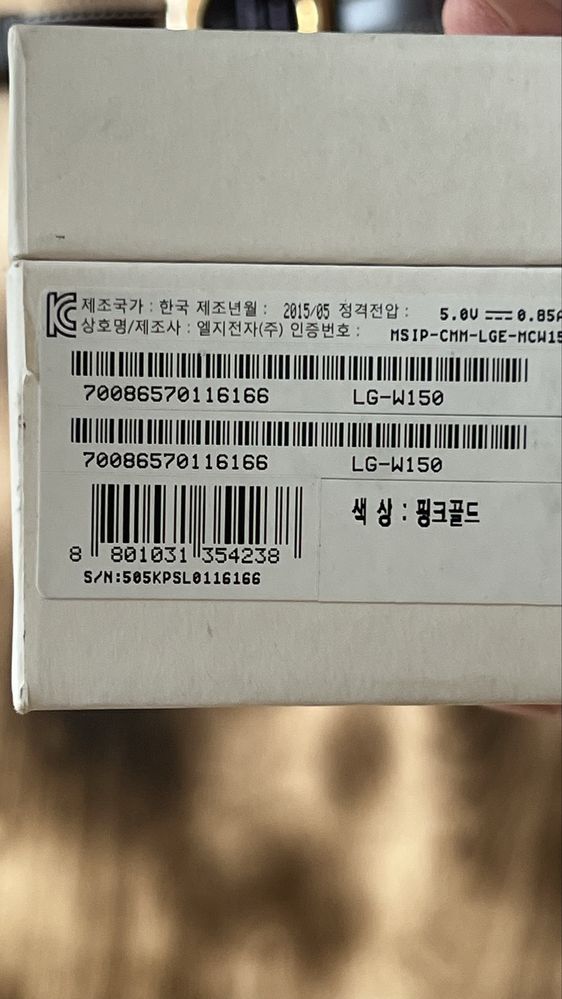 KC 제조국가 : 한국 제조년월 : 2015/05 정격전압 : 5.0V 0.85A
상호명/제조사 : 엘지전자(주) 인증번호 : MSIP-CMM-LGE-MCW15
70086570116166 LG-W150
70086570116166 LG-W150
색 상 : 핑크골드
8 801031 354238
S/N:505KPSL0116166